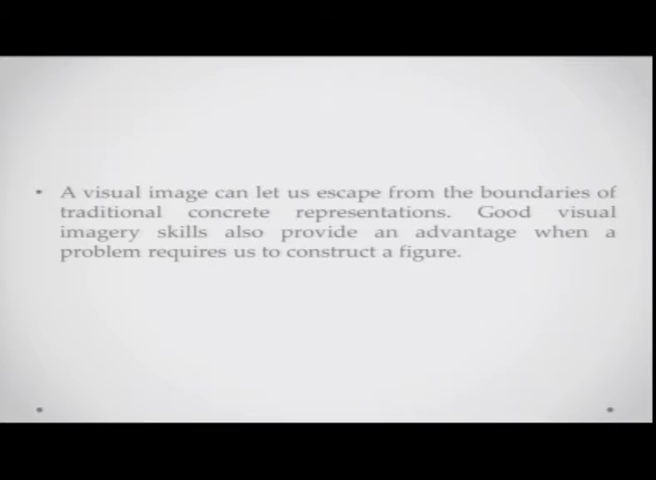 • A visual image can let us escape from the boundaries of
traditional concrete representations. Good visual
imagery skills also provide an advantage when a
problem requires us to construct a figure.